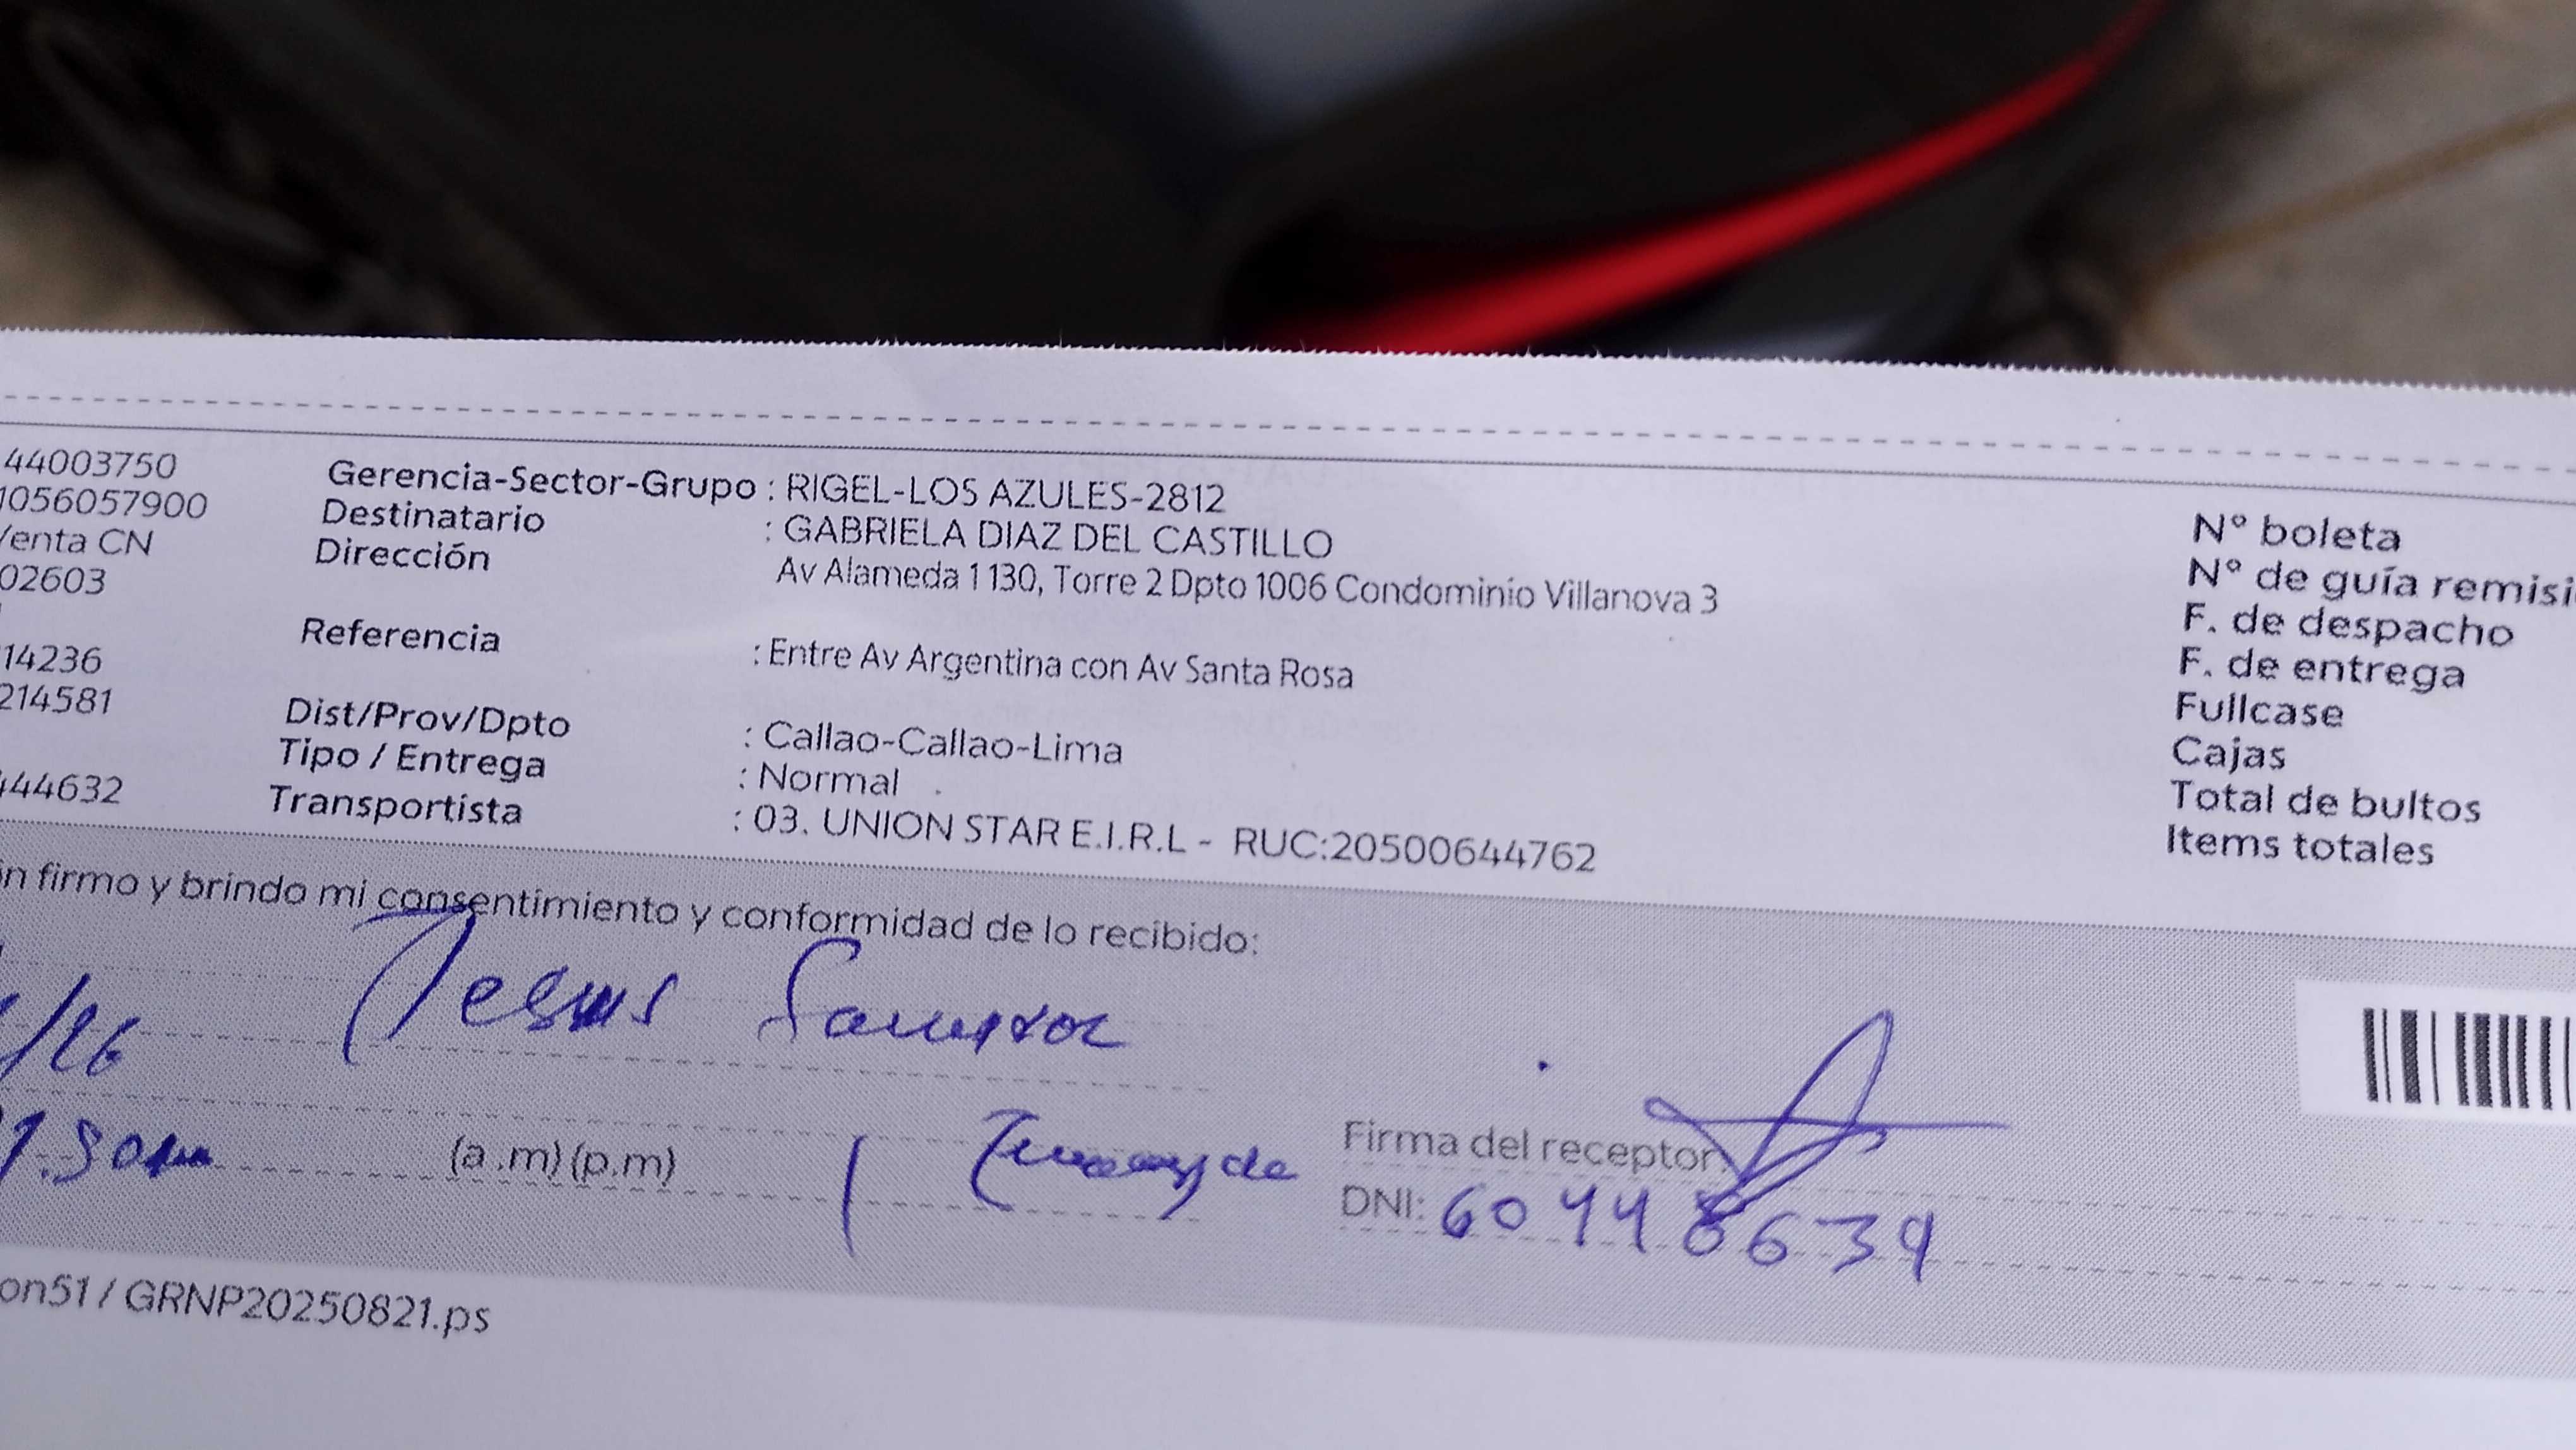 44003750
1056057900
Venta CN
02603
14236
214581
444632
Gerencia-Sector-Grupo : RIGEL-LOS AZULES-2812
Destinatario : GABRIELA DIAZ DEL CASTILLO
Dirección Av Alameda 1130, Torre 2 Dpto 1006 Condominio Villanova 3
Referencia : Entre Av Argentina con Av Santa Rosa
Dist/Prov/Dpto : Callao-Callao-Lima
Tipo / Entrega : Normal
Transportista : 03. UNION STAR E.I.R.L - RUC:20500644762
N° boleta
N° de guía remisi
F. de despacho
F. de entrega
Fullcase
Cajas
Total de bultos
Items totales
n firmo y brindo mi consentimiento y conformidad de lo recibido:
/26 Jesus
(a.m) (p.m)
Firma del receptor:
DNI: 60448639
on51 / GRNP20250821.ps